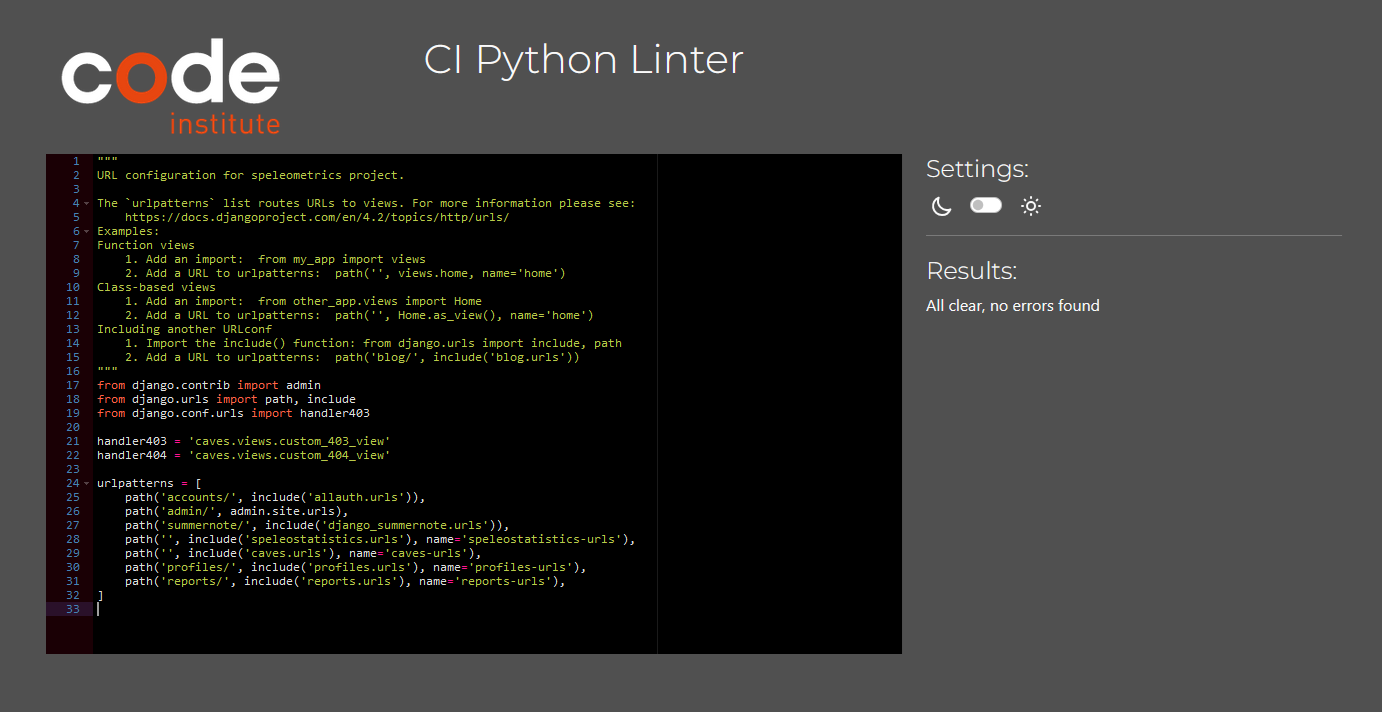 code
institute
CI Python Linter
1 """
2 URL configuration for speleometrics project.
3
4 The `urlpatterns` list routes URLs to views. For more information please see:
5     https://docs.djangoproject.com/en/4.2/topics/http/urls/
6 Examples:
7 Function views
8     1. Add an import:  from my_app import views
9     2. Add a URL to urlpatterns:  path('', views.home, name='home')
10 Class-based views
11     1. Add an import:  from other_app.views import Home
12     2. Add a URL to urlpatterns:  path('', Home.as_view(), name='home')
13 Including another URLconf
14     1. Import the include() function: from django.urls import include, path
15     2. Add a URL to urlpatterns:  path('blog/', include('blog.urls'))
16 """
17 from django.contrib import admin
18 from django.urls import path, include
19 from django.conf.urls import handler403
20
21 handler403 = 'caves.views.custom_403_view'
22 handler404 = 'caves.views.custom_404_view'
23
24 urlpatterns = [
25     path('accounts/', include('allauth.urls')),
26     path('admin/', admin.site.urls),
27     path('summernote/', include('django_summernote.urls')),
28     path('', include('speleostatistics.urls'), name='speleostatistics-urls'),
29     path('', include('caves.urls'), name='caves-urls'),
30     path('profiles/', include('profiles.urls'), name='profiles-urls'),
31     path('reports/', include('reports.urls'), name='reports-urls'),
32 ]
33
Settings:
Results:
All clear, no errors found